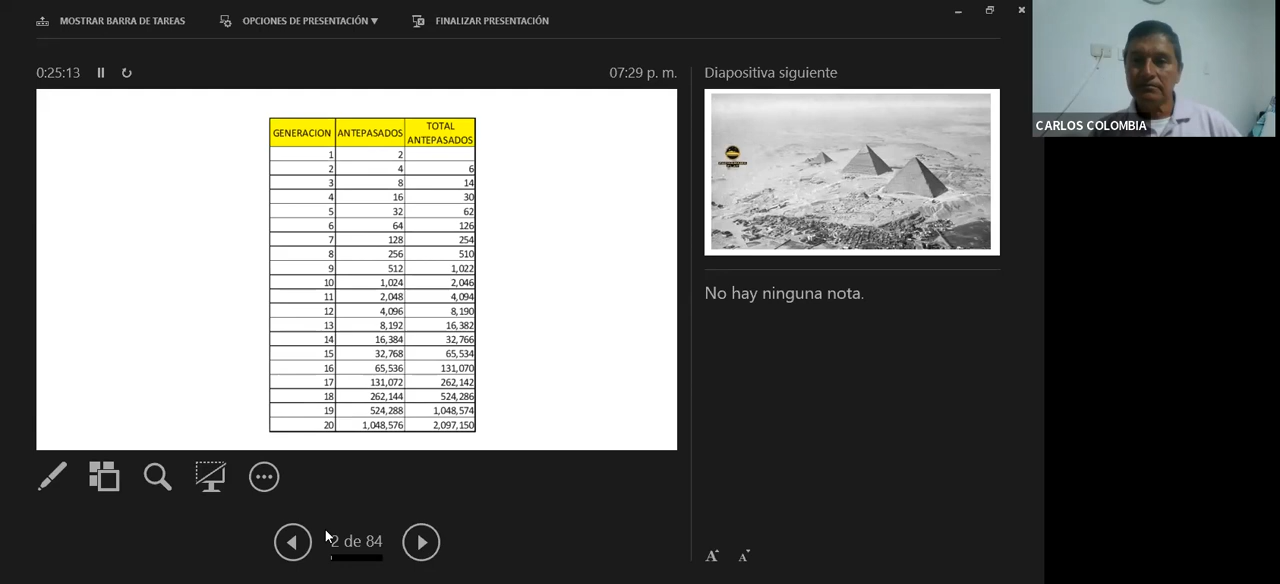 MOSTRAR BARRA DE TAREAS OPCIONES DE PRESENTACIÓN ▼ FINALIZAR PRESENTACIÓN
0:25:13 07:29 p. m.
GENERACION ANTEPASADOS TOTAL ANTEPASADOS
1 2
2 4 6
3 8 14
4 16 30
5 32 62
6 64 126
7 128 254
8 256 510
9 512 1,022
10 1,024 2,046
11 2,048 4,094
12 4,096 8,190
13 8,192 16,382
14 16,384 32,766
15 32,768 65,534
16 65,536 131,070
17 131,072 262,142
18 262,144 524,286
19 524,288 1,048,574
20 1,048,576 2,097,150
2 de 84
Diapositiva siguiente
No hay ninguna nota.
A A
CARLOS COLOMBIA